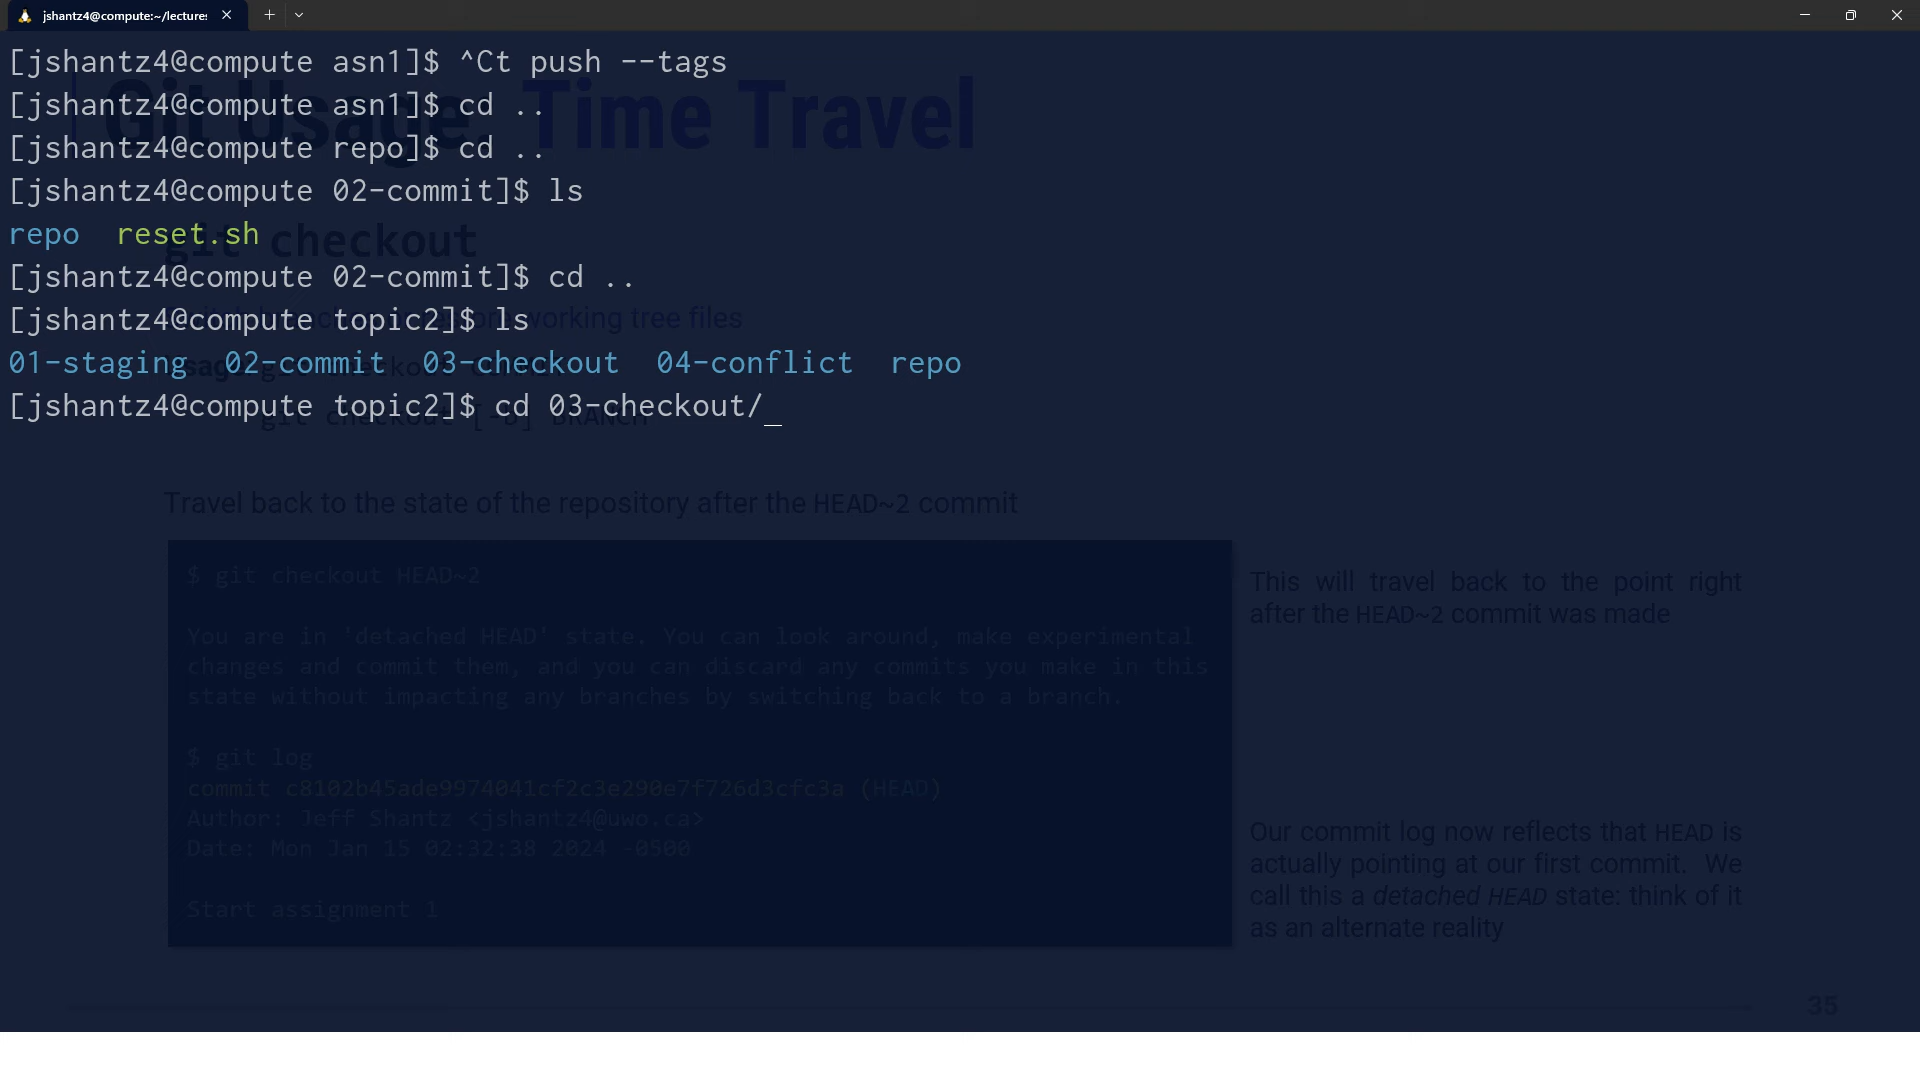 jshantz4@compute:~/lecture:
[jshantz4@compute asn1]$ ^Ct push --tags
[jshantz4@compute asn1]$ cd ..
[jshantz4@compute repo]$ cd ..
[jshantz4@compute 02-commit]$ ls
repo reset.sh
[jshantz4@compute 02-commit]$ cd ..
[jshantz4@compute topic2]$ ls
01-staging 02-commit 03-checkout 04-conflict repo
[jshantz4@compute topic2]$ cd 03-checkout/_
Git Usage: Time Travel
git checkout
working tree files
git checkout [-b] BRANCH
Travel back to the state of the repository after the HEAD~2 commit
$ git checkout HEAD~2
You are in 'detached HEAD' state. You can look around, make experimental
changes and commit them, and you can discard any commits you make in this
state without impacting any branches by switching back to a branch.
$ git log
commit c8102b45ade9974041cf2c3e290e7f726d3cfc3a (HEAD)
Author: Jeff Shantz <jshantz4@uwo.ca>
Date: Mon Jan 15 02:32:38 2024 -0500
Start assignment 1
This will travel back to the point right
after the HEAD~2 commit was made
Our commit log now reflects that HEAD is
actually pointing at our first commit. We
call this a detached HEAD state: think of it
as an alternate reality
35